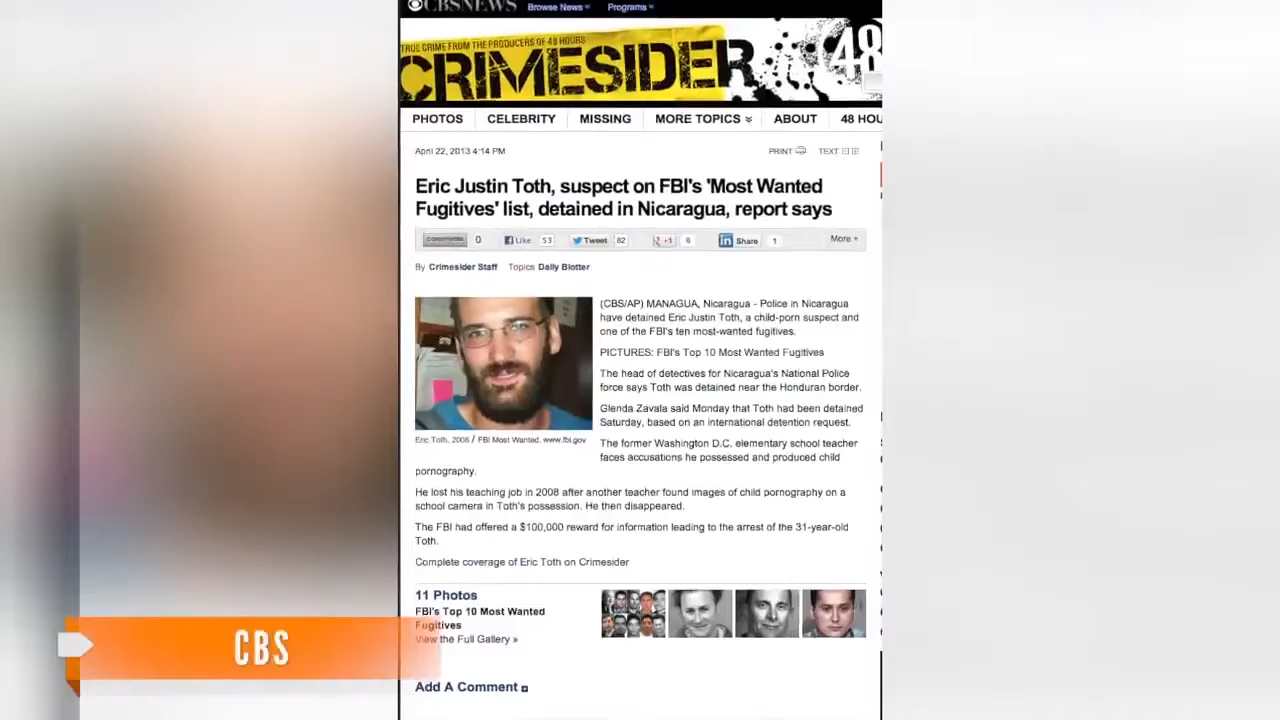 CBSNEWS Browse News Programs
TRUE CRIME FROM THE PRODUCERS OF 48 HOURS
CRIMESIDER 48
PHOTOS CELEBRITY MISSING MORE TOPICS ABOUT 48 HOU
April 22, 2013 4:14 PM PRINT TEXT
Eric Justin Toth, suspect on FBI's 'Most Wanted
Fugitives' list, detained in Nicaragua, report says
Comments 0 Like 53 Tweet 82 +1 6 in Share 1 More +
By Crimesider Staff Topics Daily Blotter
(CBS/AP) MANAGUA, Nicaragua - Police in Nicaragua
have detained Eric Justin Toth, a child-porn suspect and
one of the FBI's ten most-wanted fugitives.
PICTURES: FBI's Top 10 Most Wanted Fugitives
The head of detectives for Nicaragua's National Police
force says Toth was detained near the Honduran border.
Glenda Zavala said Monday that Toth had been detained
Saturday, based on an international detention request.
Eric Toth, 2008 / FBI Most Wanted, www.fbi.gov
The former Washington D.C. elementary school teacher
faces accusations he possessed and produced child
pornography.
He lost his teaching job in 2008 after another teacher found images of child pornography on a
school camera in Toth's possession. He then disappeared.
The FBI had offered a $100,000 reward for information leading to the arrest of the 31-year-old
Toth.
Complete coverage of Eric Toth on Crimesider
11 Photos
FBI's Top 10 Most Wanted
Fugitives
View the Full Gallery »
CBS
Add A Comment